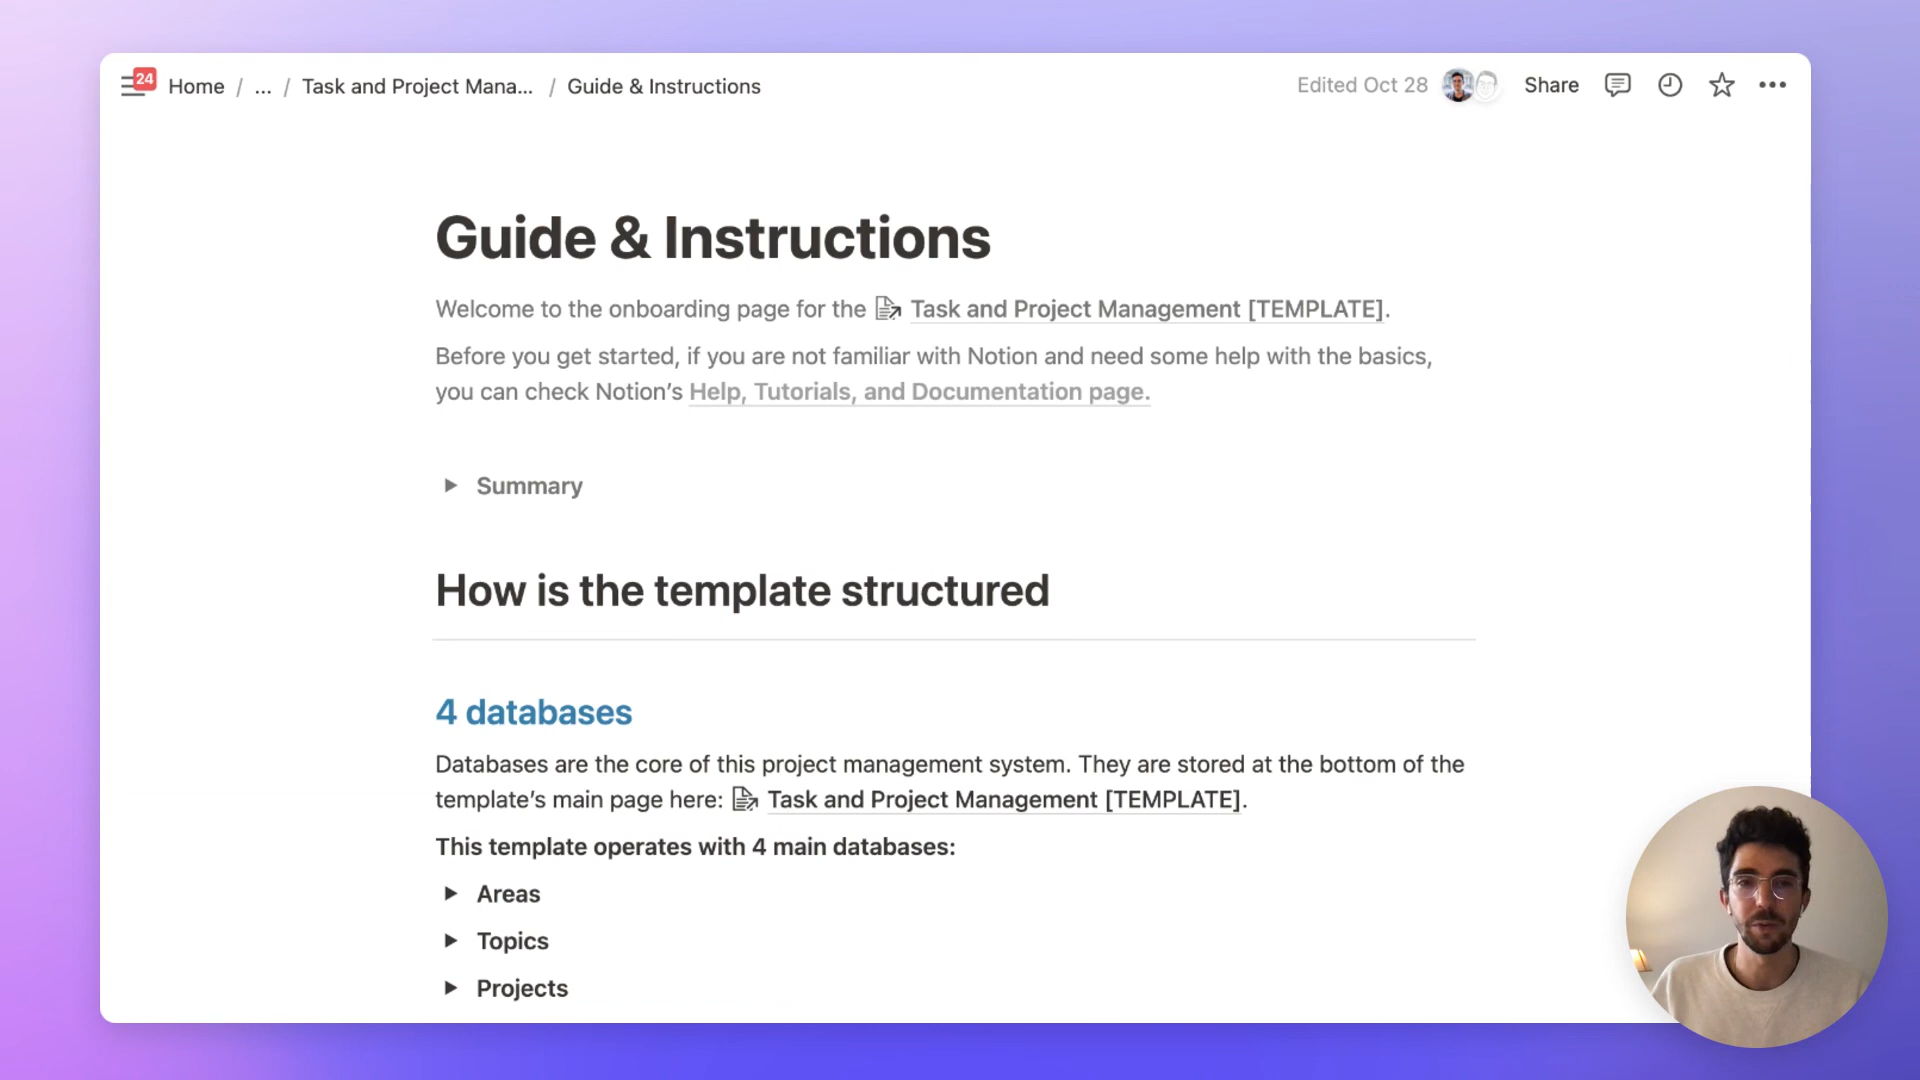 24
Home / ... / Task and Project Mana... / Guide & Instructions
Edited Oct 28
Share
Guide & Instructions
Welcome to the onboarding page for the Task and Project Management [TEMPLATE].
Before you get started, if you are not familiar with Notion and need some help with the basics,
you can check Notion’s Help, Tutorials, and Documentation page.
Summary
How is the template structured
4 databases
Databases are the core of this project management system. They are stored at the bottom of the
template’s main page here: Task and Project Management [TEMPLATE].
This template operates with 4 main databases:
Areas
Topics
Projects